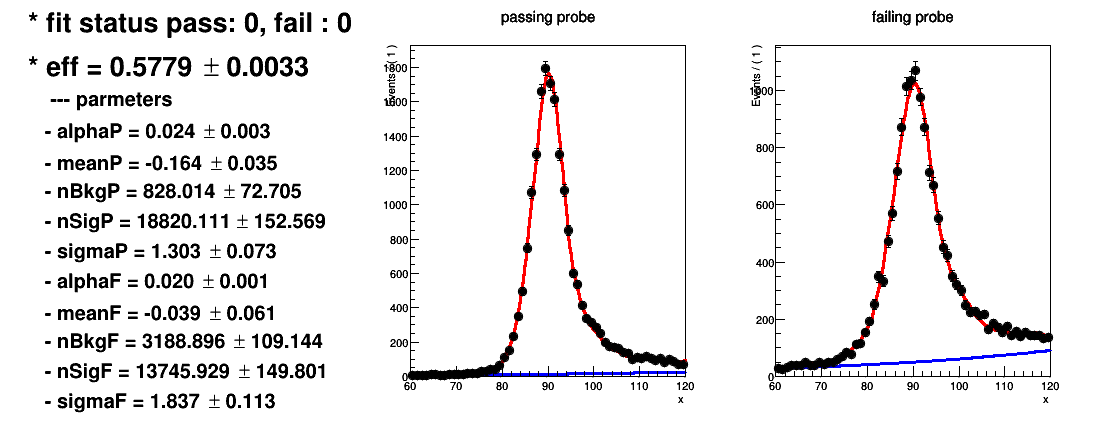 * fit status pass: 0, fail : 0
* eff = 0.5779 ± 0.0033
--- parmeters
- alphaP = 0.024 ± 0.003
- meanP = -0.164 ± 0.035
- nBkgP = 828.014 ± 72.705
- nSigP = 18820.111 ± 152.569
- sigmaP = 1.303 ± 0.073
- alphaF = 0.020 ± 0.001
- meanF = -0.039 ± 0.061
- nBkgF = 3188.896 ± 109.144
- nSigF = 13745.929 ± 149.801
- sigmaF = 1.837 ± 0.113
passing probe
Events / ( 1 )
1800
1600
1400
1200
1000
800
600
400
200
0
60 70 80 90 100 110 120
x
failing probe
Events / ( 1 )
1000
800
600
400
200
0
60 70 80 90 100 110 120
x